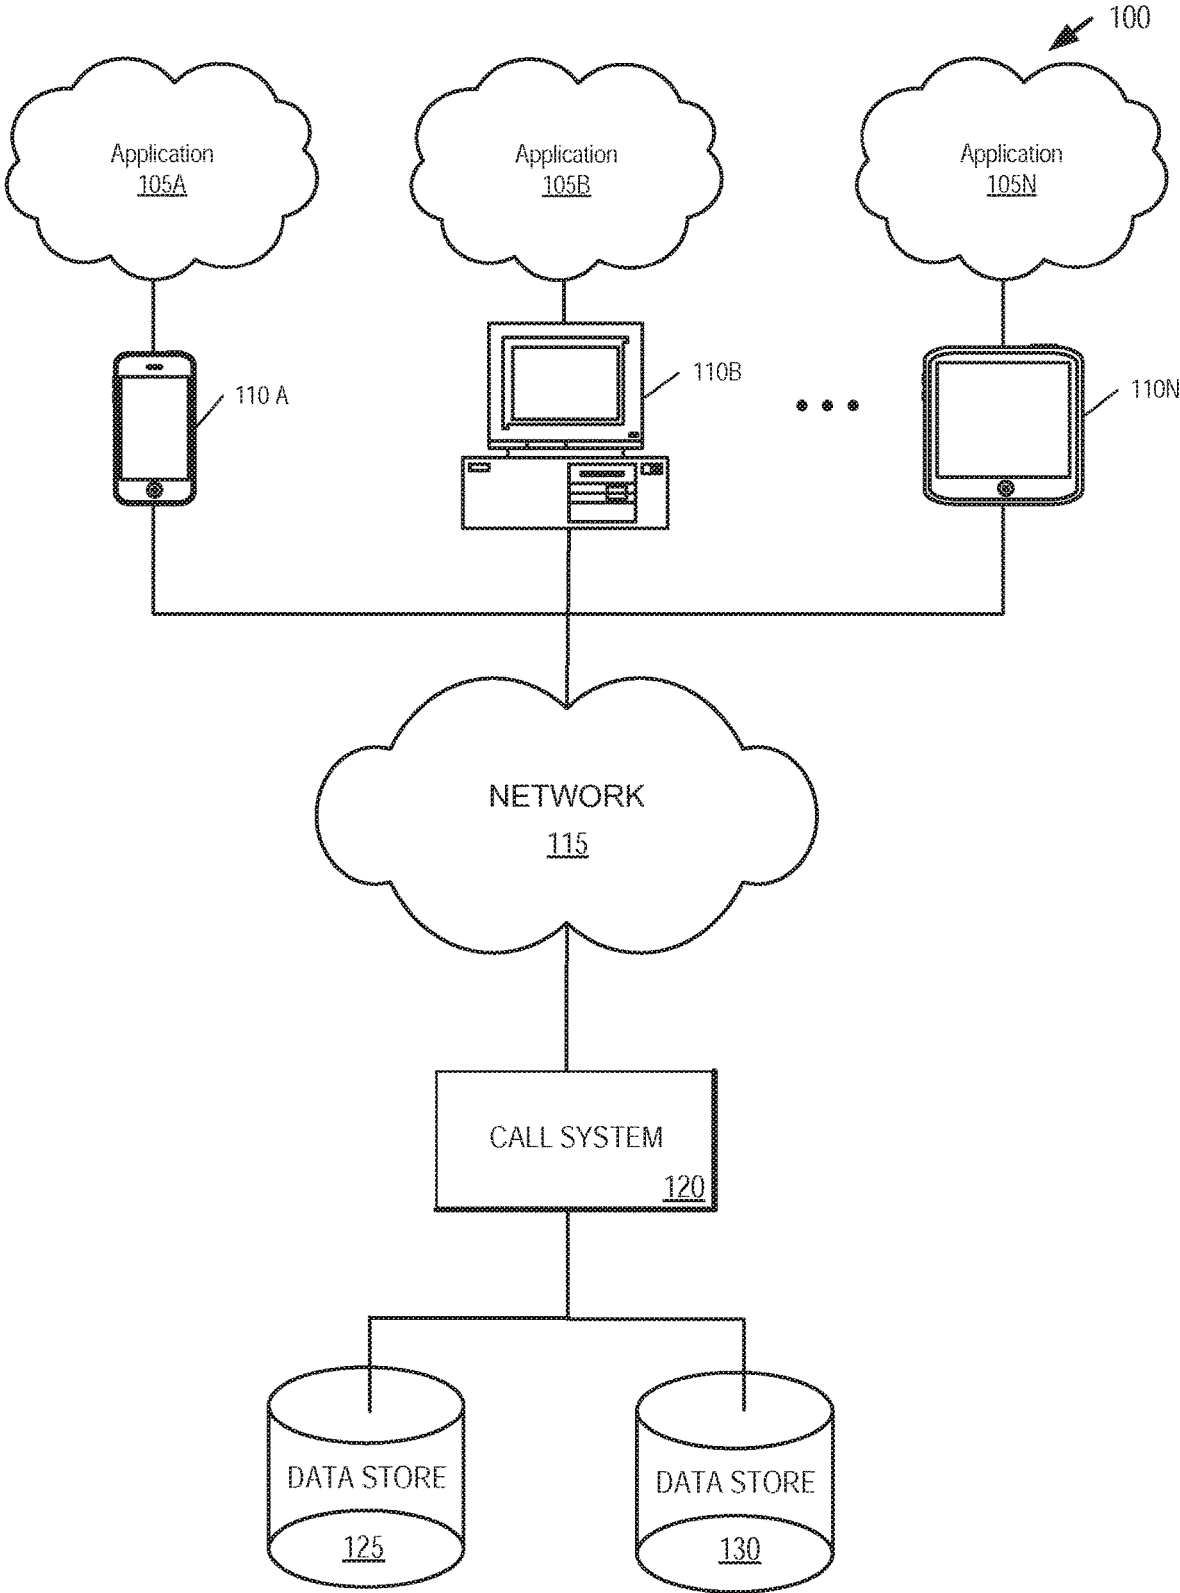 100
Application
105A
Application
105B
Application
105N
110 A
110B
110N
NETWORK
115
CALL SYSTEM
120
DATA STORE
125
DATA STORE
130